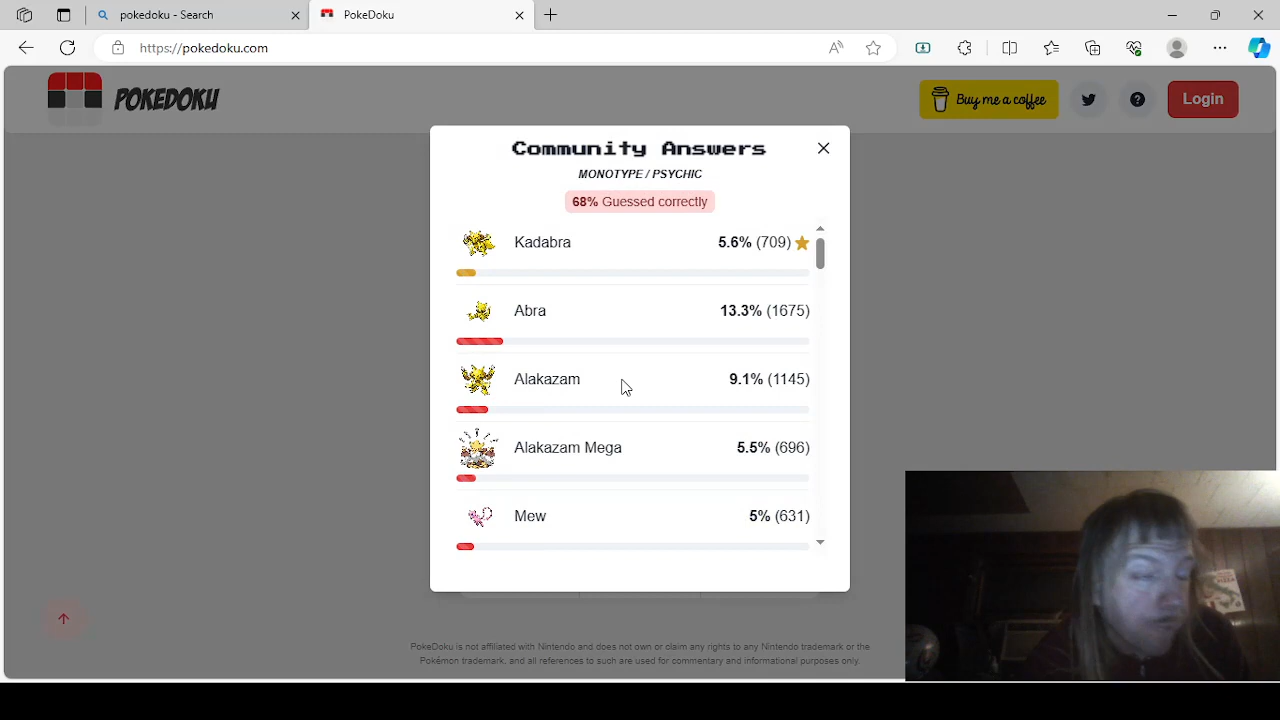 pokedoku - Search
PokeDoku
https://pokedoku.com
POKEDOKU
Buy me a coffee
Login
Community Answers
MONOTYPE / PSYCHIC
68% Guessed correctly
Kadabra 5.6% (709)
Abra 13.3% (1675)
Alakazam 9.1% (1145)
Alakazam Mega 5.5% (696)
Mew 5% (631)
PokeDoku is not affiliated with Nintendo and does not own or claim any rights to any Nintendo trademark or the
Pokémon trademark, and all references to such are used for commentary and informational purposes only.
PIZZA